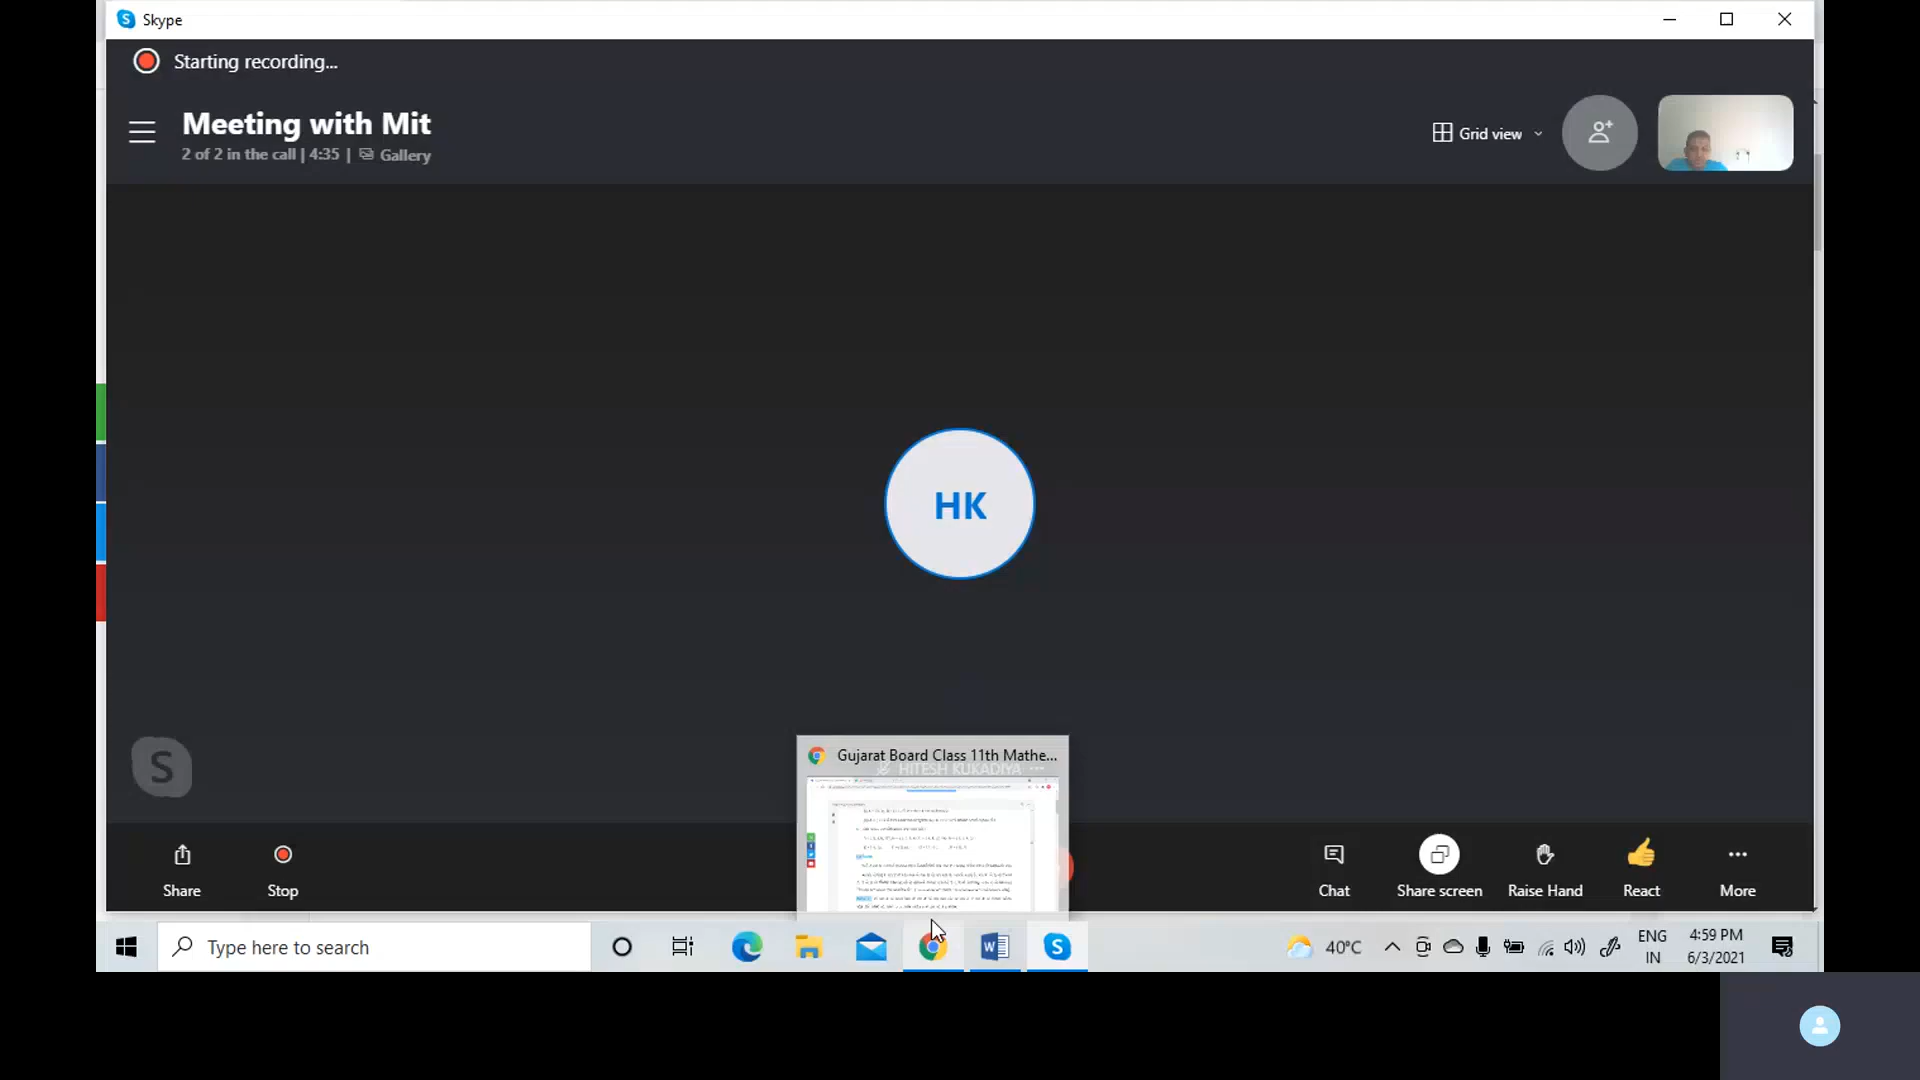 Skype
Starting recording...
Meeting with Mit
2 of 2 in the call | 4:35 | Gallery
Grid view
HK
S
Gujarat Board Class 11th Mathe...
HITESH KUKADIYA
Share
Stop
Chat
Share screen
Raise Hand
React
More
Type here to search
40°C
ENG
IN
4:59 PM
6/3/2021